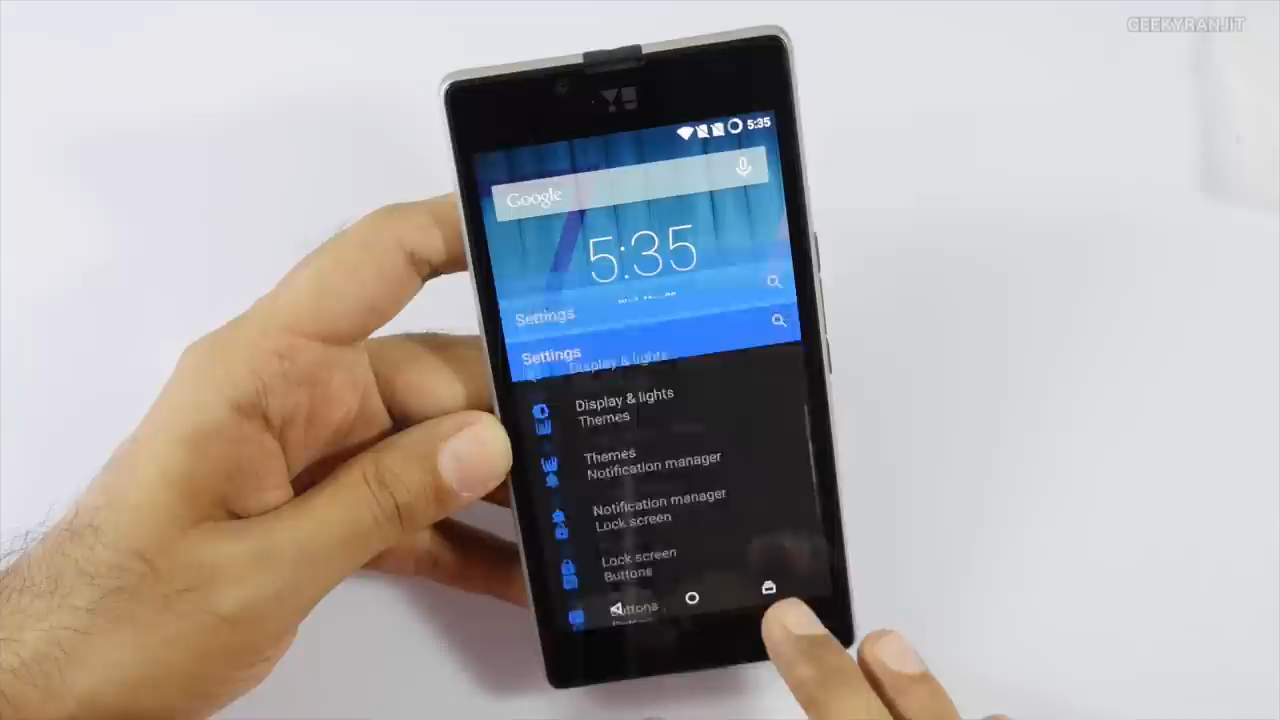 GEEKYRANJIT
YU
5:35
Google
5:35
Settings
Settings
Display & lights
Display & lights
Themes
Themes
Notification manager
Notification manager
Lock screen
Lock screen
Buttons
Buttons